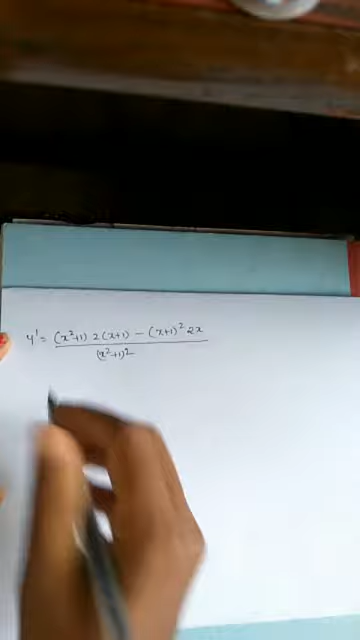 y' = (x²+1) 2(x+1) - (x+1)² 2x
(x²+1)²